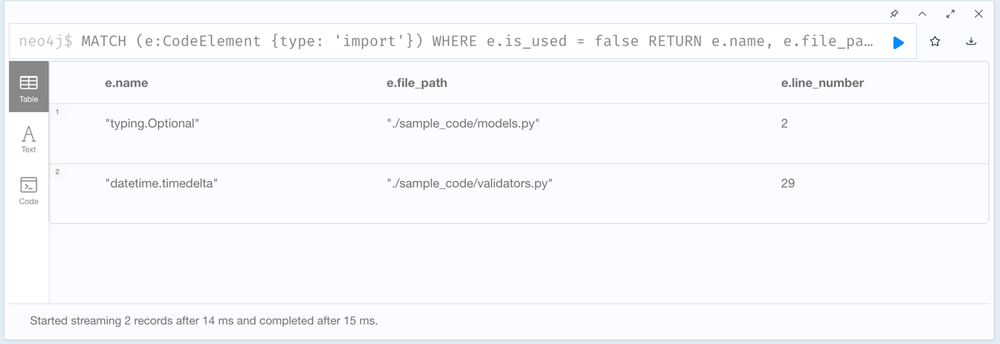 neo4j$ MATCH (e:CodeElement {type: 'import'}) WHERE e.is_used = false RETURN e.name, e.file_pa…
Table
Text
Code
e.name e.file_path e.line_number
1
"typing.Optional" "./sample_code/models.py" 2
2
"datetime.timedelta" "./sample_code/validators.py" 29
Started streaming 2 records after 14 ms and completed after 15 ms.